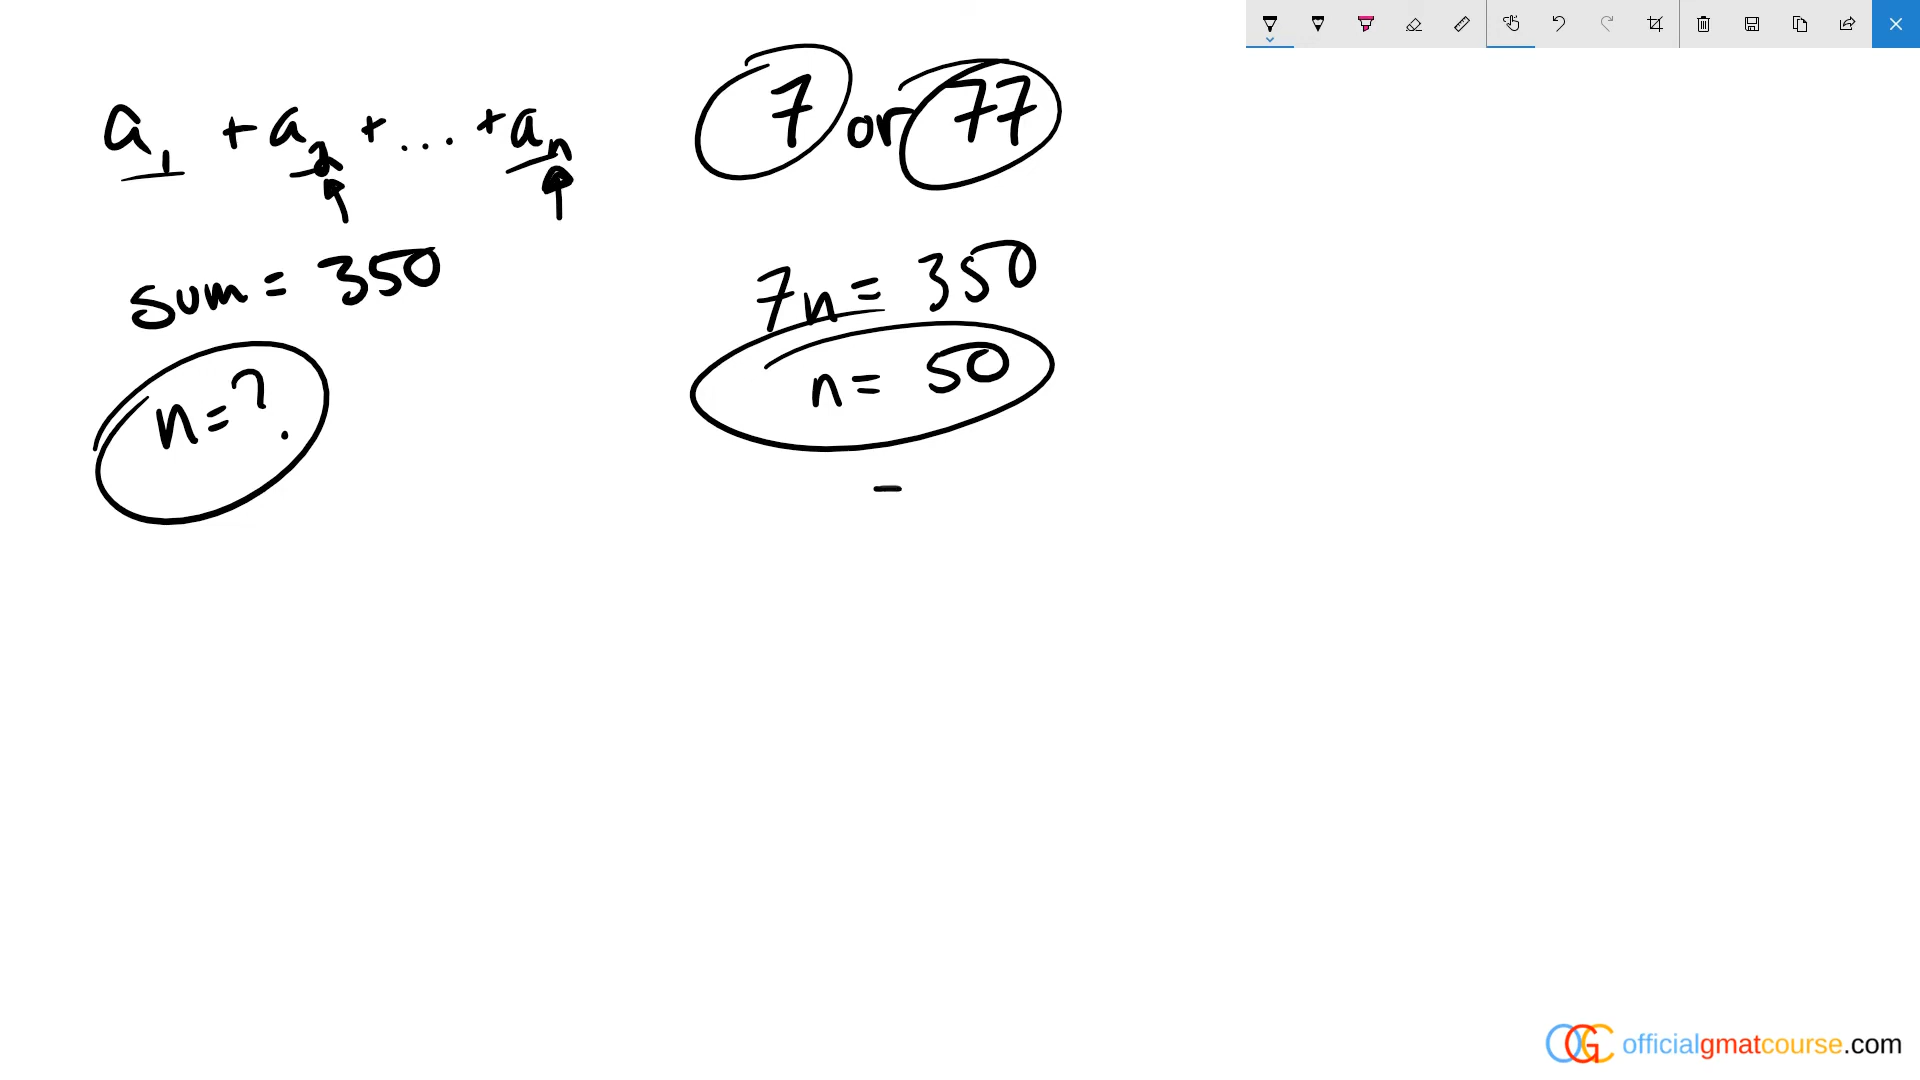 a₁ + a₂ + ... + aₙ
sum = 350
n = ?
7 or 77
7n = 350
n = 50
-
officialgmatcourse.com